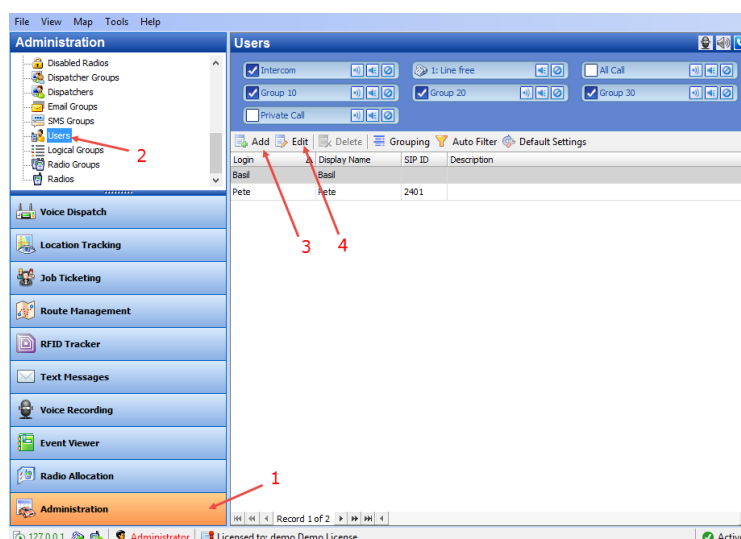 File View Map Tools Help
Administration
Users
Disabled Radios
Dispatcher Groups
Dispatchers
Email Groups
SMS Groups
Users
Logical Groups
Radio Groups
Radios
2
Intercom
1: Line free
All Call
Group 10
Group 20
Group 30
Private Call
Add Edit Delete Grouping Auto Filter Default Settings
Login Display Name SIP ID Description
Basil Basil
Pete Pete 2401
3 4
Voice Dispatch
Location Tracking
Job Ticketing
Route Management
RFID Tracker
Text Messages
Voice Recording
Event Viewer
Radio Allocation
1
Administration
Record 1 of 2
127.0.0.1 Administrator Licensed to: demo Demo License Active